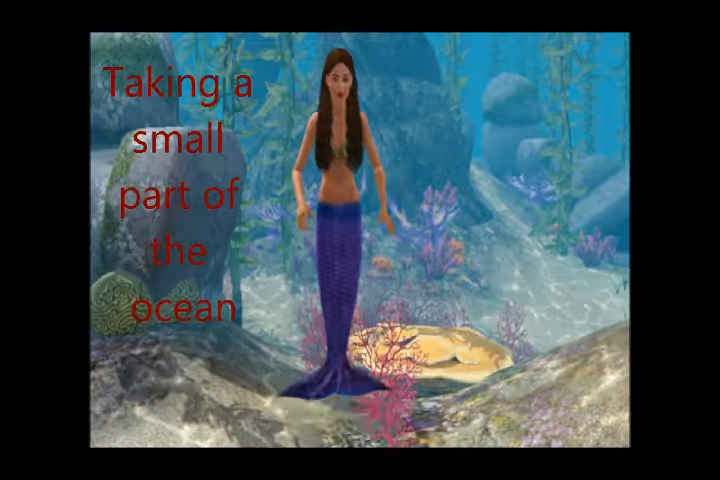 Taking a
small
part of
the
ocean